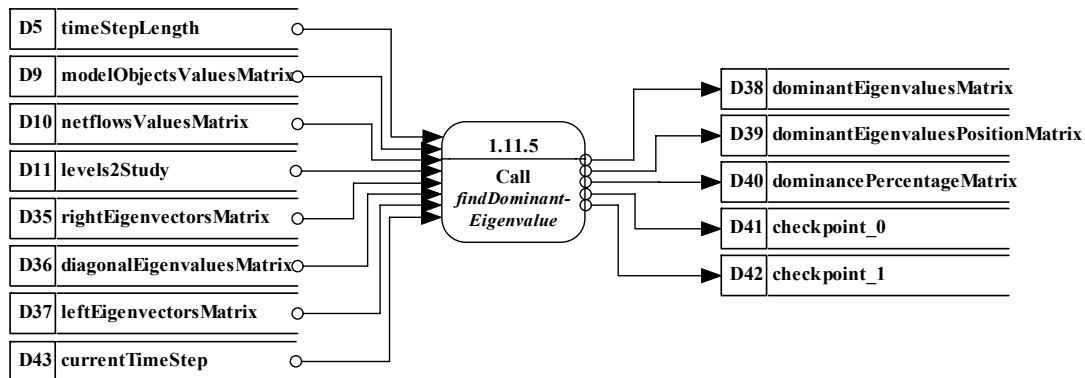 D5 timeStepLength
D9 modelObjectsValuesMatrix
D10 netflowsValuesMatrix
D11 levels2Study
D35 rightEigenvectorsMatrix
D36 diagonalEigenvaluesMatrix
D37 leftEigenvectorsMatrix
D43 currentTimeStep
1.11.5
Call
findDominant-
Eigenvalue
D38 dominantEigenvaluesMatrix
D39 dominantEigenvaluesPositionMatrix
D40 dominancePercentageMatrix
D41 checkpoint_0
D42 checkpoint_1